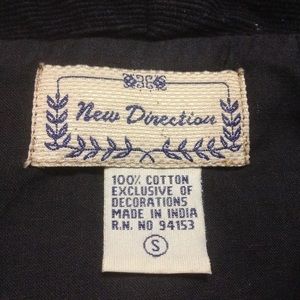 New Direction
100% COTTON
EXCLUSIVE OF
DECORATIONS
MADE IN INDIA
R.N. NO 94153
S